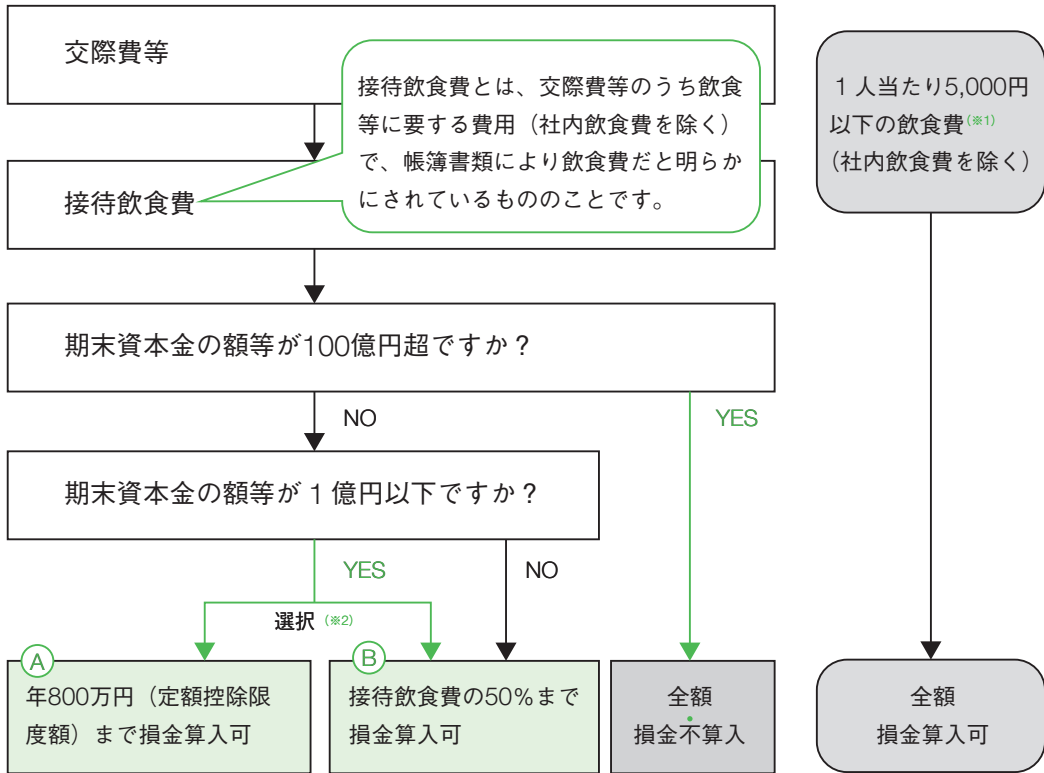 交際費等
接待飲食費とは、交際費等のうち飲食
等に要する費用（社内飲食費を除く）
で、帳簿書類により飲食費だと明らか
にされているもののことです。
1人当たり5,000円
以下の飲食費(※1)
（社内飲食費を除く）
接待飲食費
期末資本金の額等が100億円超ですか？
NO
YES
期末資本金の額等が1億円以下ですか？
YES
NO
選択(※2)
A
年800万円（定額控除限
度額）まで損金算入可
B
接待飲食費の50%まで
損金算入可
全額
損金不算入
全額
損金算入可